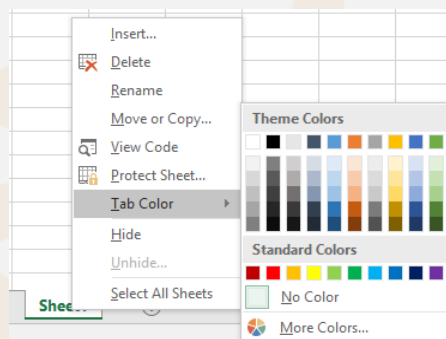 Insert...
Delete
Rename
Move or Copy...
View Code
Protect Sheet...
Tab Color
Hide
Unhide...
Select All Sheets
Theme Colors
Standard Colors
No Color
More Colors...